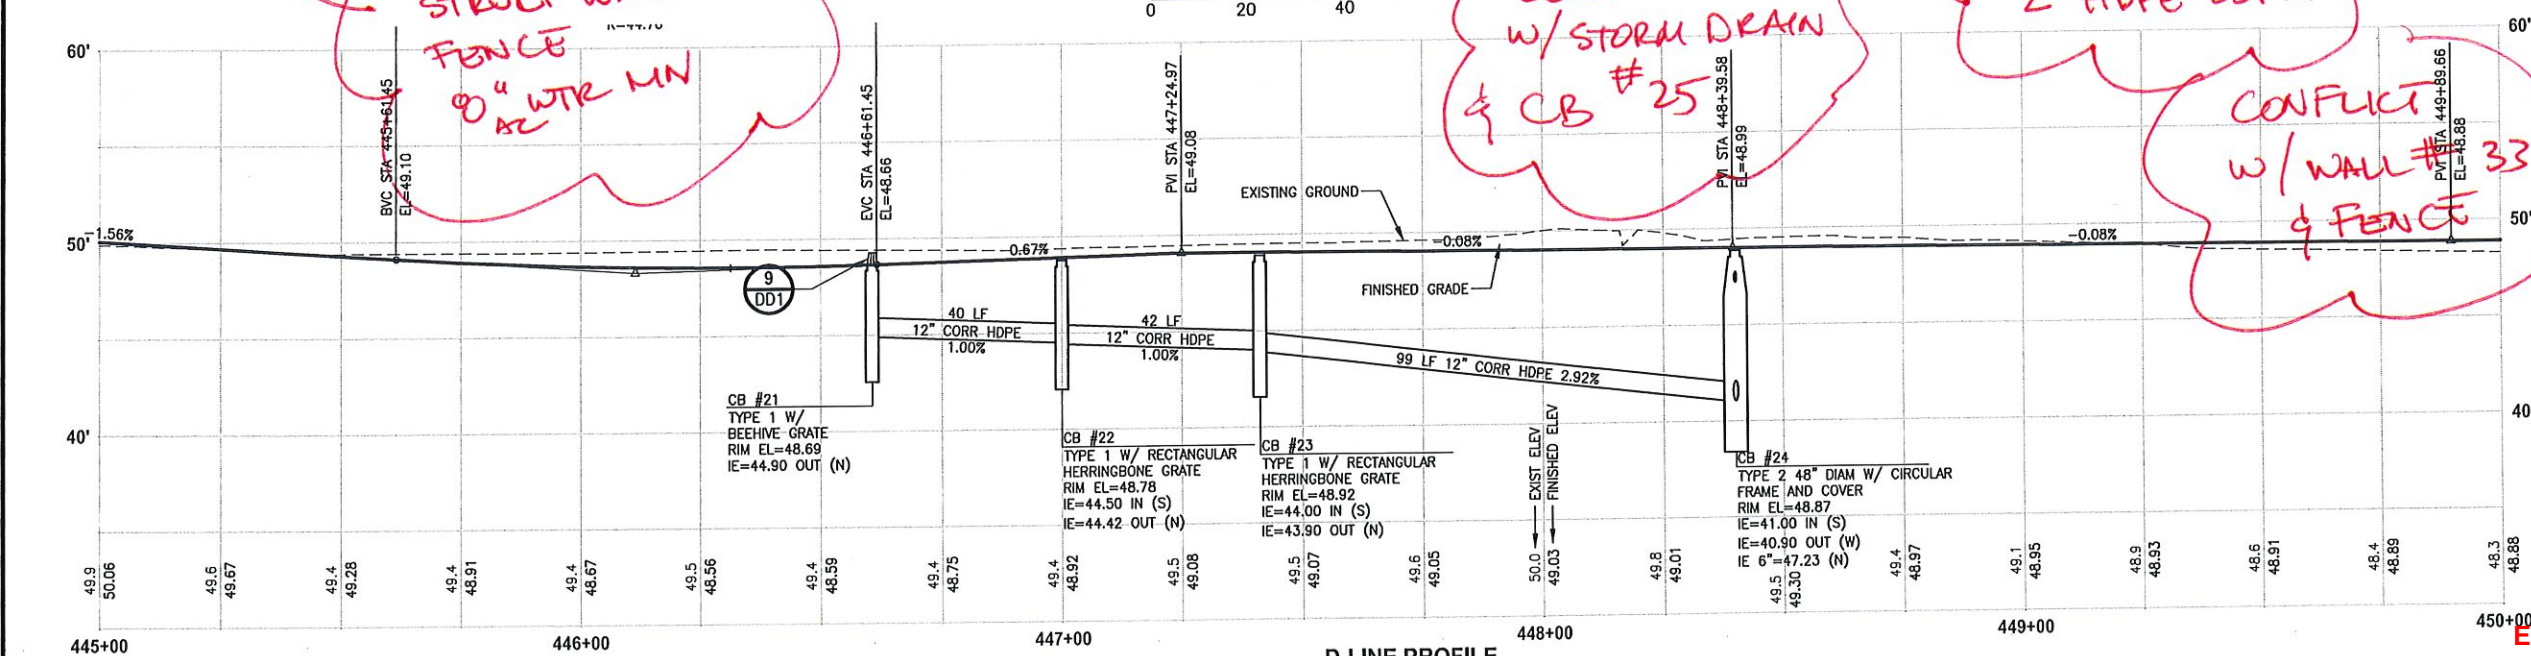 0 20 40
FENCE
8" WTR MN
AC
W/ STORM DRAIN
& CB #25
CONFLICT
W/ WALL # 33
& FENCE
60'
60'
BVC STA 445+61.45
EL=49.10
EVC STA 446+61.45
EL=48.66
PVI STA 447+24.97
EL=49.08
PVI STA 448+39.58
EL=48.99
PVI STA 449+89.66
EL=48.88
50'
50'
-1.56%
0.67%
-0.08%
-0.08%
EXISTING GROUND
FINISHED GRADE
9
DD1
40 LF
12" CORR HDPE
1.00%
42 LF
12" CORR HDPE
1.00%
99 LF 12" CORR HDPE 2.92%
40'
40
CB #21
TYPE 1 W/
BEEHIVE GRATE
RIM EL=48.69
IE=44.90 OUT (N)
CB #22
TYPE 1 W/ RECTANGULAR
HERRINGBONE GRATE
RIM EL=48.78
IE=44.50 IN (S)
IE=44.42 OUT (N)
CB #23
TYPE 1 W/ RECTANGULAR
HERRINGBONE GRATE
RIM EL=48.92
IE=44.00 IN (S)
IE=43.90 OUT (N)
EXIST ELEV
FINISHED ELEV
CB #24
TYPE 2 48" DIAM W/ CIRCULAR
FRAME AND COVER
RIM EL=48.87
IE=41.00 IN (S)
IE=40.90 OUT (W)
IE 6"=47.23 (N)
49.9
50.06
49.6
49.67
49.4
49.28
49.4
48.91
49.4
48.67
49.5
48.56
49.4
48.59
49.4
48.75
49.4
48.92
49.5
49.08
49.5
49.07
49.6
49.05
50.0
49.03
49.8
49.01
49.5
49.30
49.4
48.97
49.1
48.95
48.9
48.93
48.6
48.91
48.4
48.89
48.3
48.88
445+00
446+00
447+00
448+00
449+00
450+00
E
D-LINE PROFILE